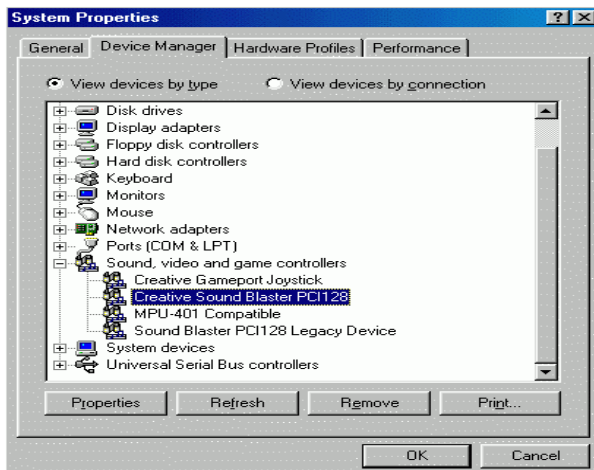 System Properties
General Device Manager Hardware Profiles Performance
View devices by type View devices by connection
Disk drives
Display adapters
Floppy disk controllers
Hard disk controllers
Keyboard
Monitors
Mouse
Network adapters
Ports (COM & LPT)
Sound, video and game controllers
Creative Gameport Joystick
Creative Sound Blaster PCI128
MPU-401 Compatible
Sound Blaster PCI128 Legacy Device
System devices
Universal Serial Bus controllers
Properties Refresh Remove Print...
OK Cancel